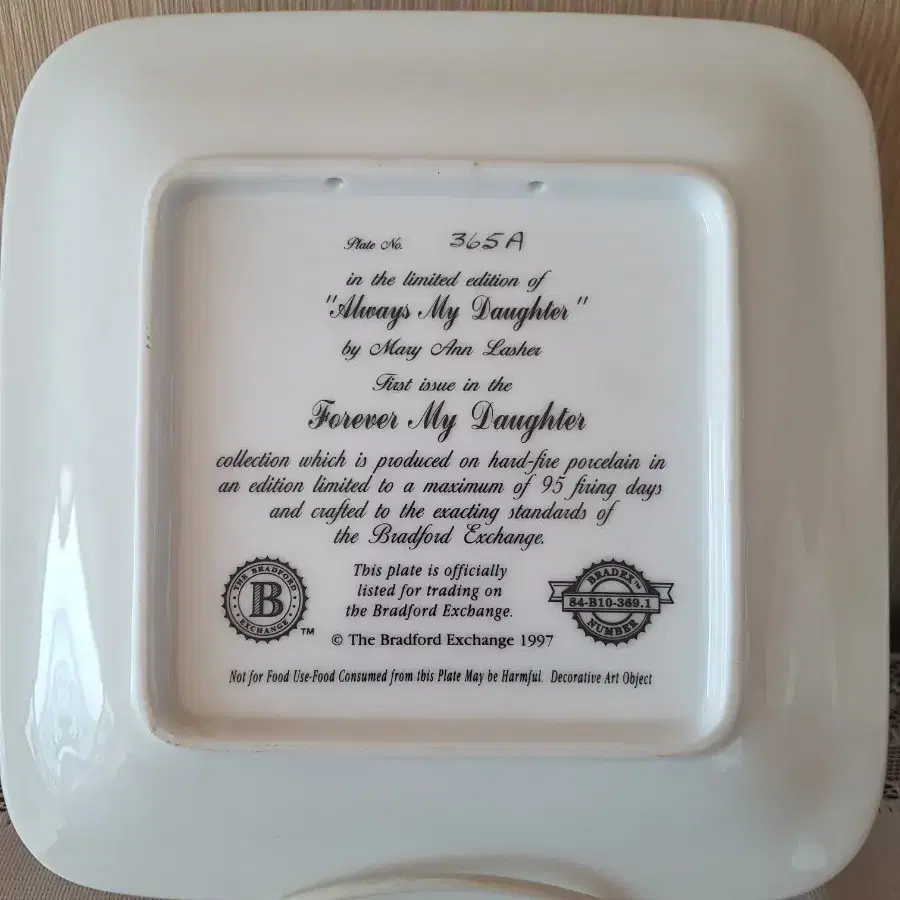 Plate No. 365A
in the limited edition of
"Always My Daughter"
by Mary Ann Lasher
First issue in the
Forever My Daughter
collection which is produced on hard-fire porcelain in
an edition limited to a maximum of 95 firing days
and crafted to the exacting standards of
the Bradford Exchange.
THE BRADFORD
B
EXCHANGE
TM
This plate is officially
listed for trading on
the Bradford Exchange.
© The Bradford Exchange 1997
BRADEX™
84-B10-369.1
NUMBER
Not for Food Use-Food Consumed from this Plate May be Harmful. Decorative Art Object